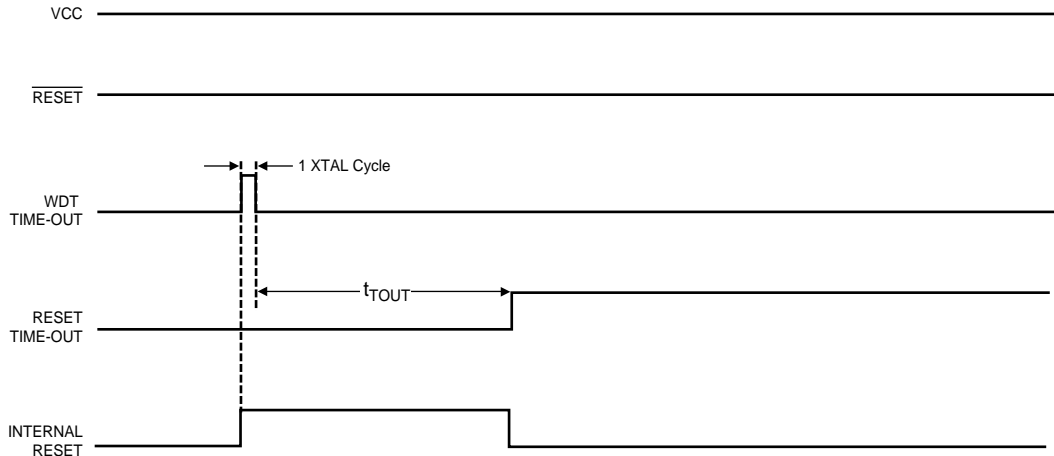 VCC
RESET
1 XTAL Cycle
WDT
TIME-OUT
tTOUT
RESET
TIME-OUT
INTERNAL
RESET